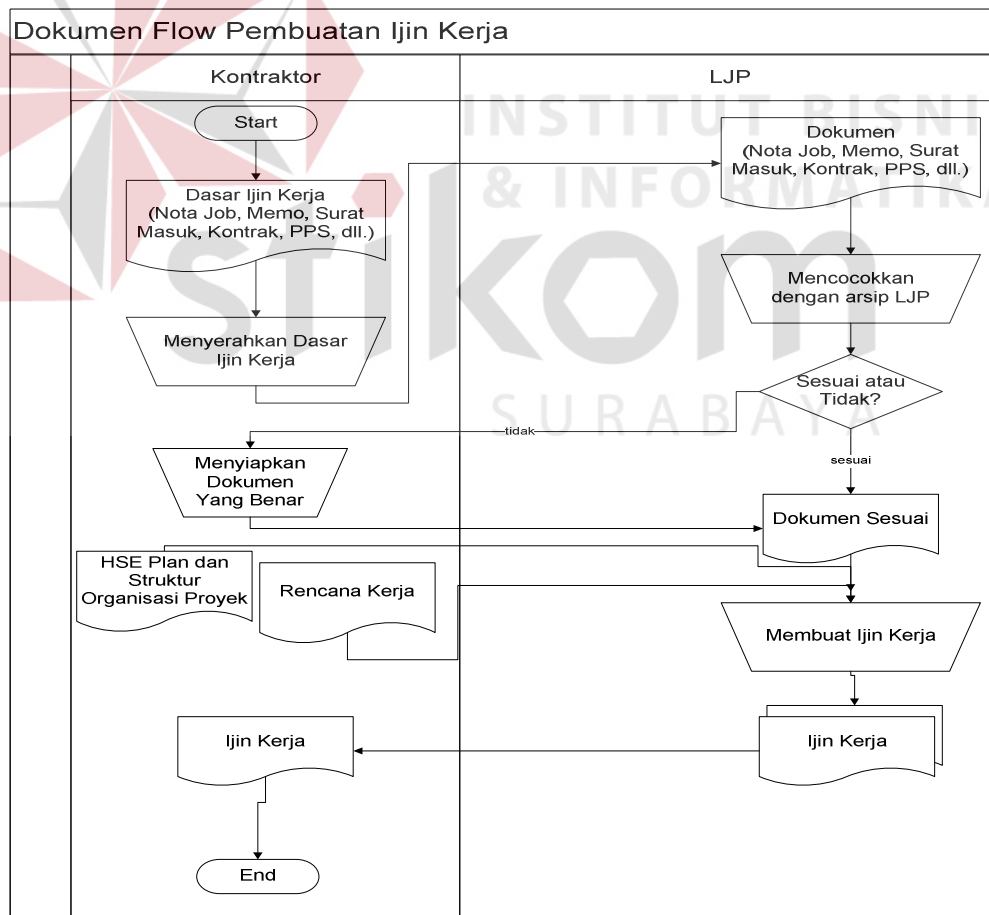 Dokumen Flow Pembuatan Ijin Kerja
Kontraktor
LJP
INSTITUT BISNI
& INFORMATIKA
stikom
SURABAYA
Start
Dasar Ijin Kerja
(Nota Job, Memo, Surat
Masuk, Kontrak, PPS, dll.)
Menyerahkan Dasar
Ijin Kerja
Dokumen
(Nota Job, Memo, Surat
Masuk, Kontrak, PPS, dll.)
Mencocokkan
dengan arsip LJP
Sesuai atau
Tidak?
tidak
sesuai
Menyiapkan
Dokumen
Yang Benar
Dokumen Sesuai
HSE Plan dan
Struktur
Organisasi Proyek
Rencana Kerja
Membuat Ijin Kerja
Ijin Kerja
Ijin Kerja
End